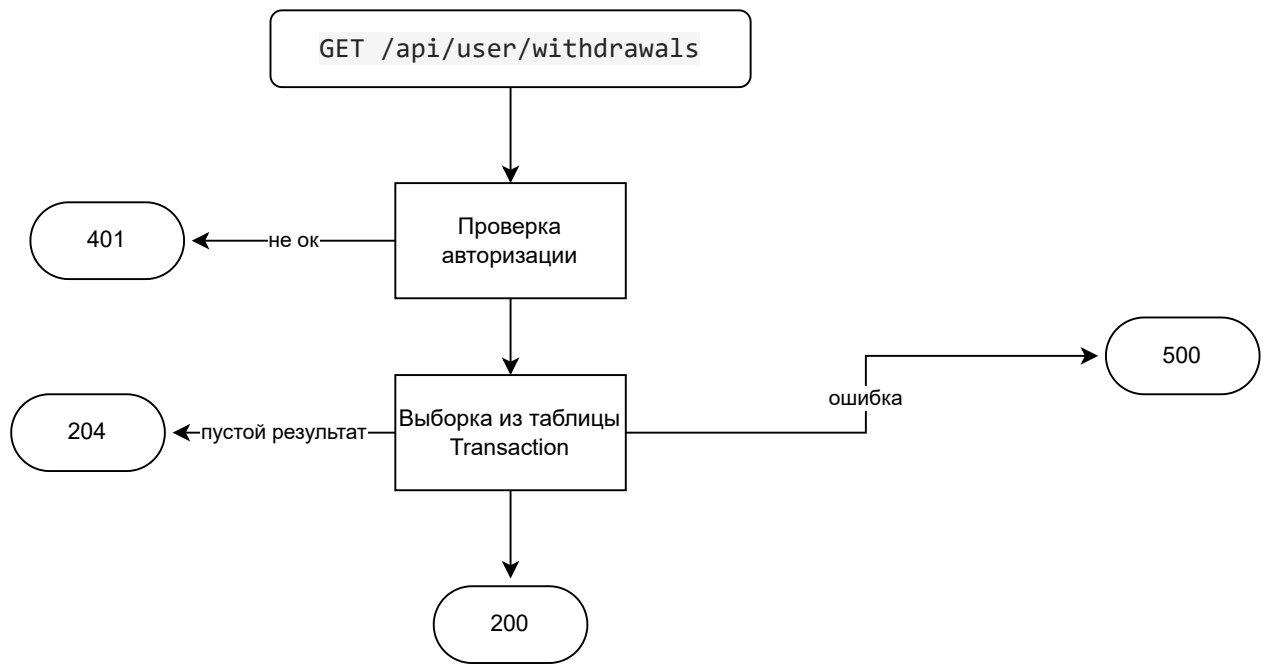 GET /api/user/withdrawals
Проверка
авторизации
401
не ок
500
ошибка
Выборка из таблицы
Transaction
204
пустой результат
200